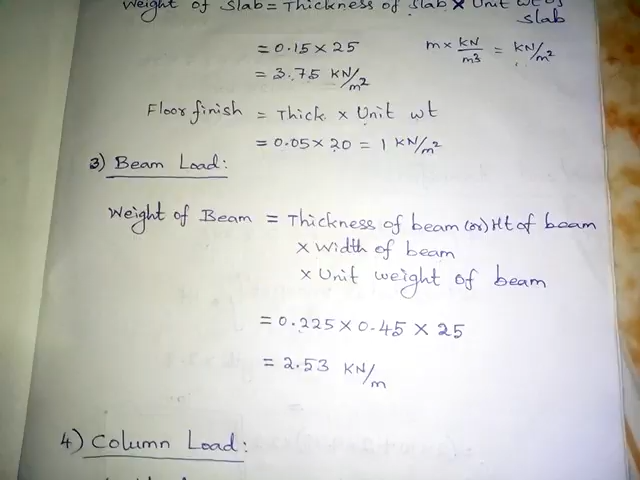 Weight of Slab = Thickness of slab × Unit wt of slab
= 0.15 × 25 m × KN/m³ = KN/m²
= 3.75 KN/m²
Floor finish = Thick × Unit wt
= 0.05 × 20 = 1 KN/m²
3) Beam Load:
Weight of Beam = Thickness of beam (or) Ht of beam
× Width of beam
× Unit weight of beam
= 0.225 × 0.45 × 25
= 2.53 KN/m
4) Column Load: